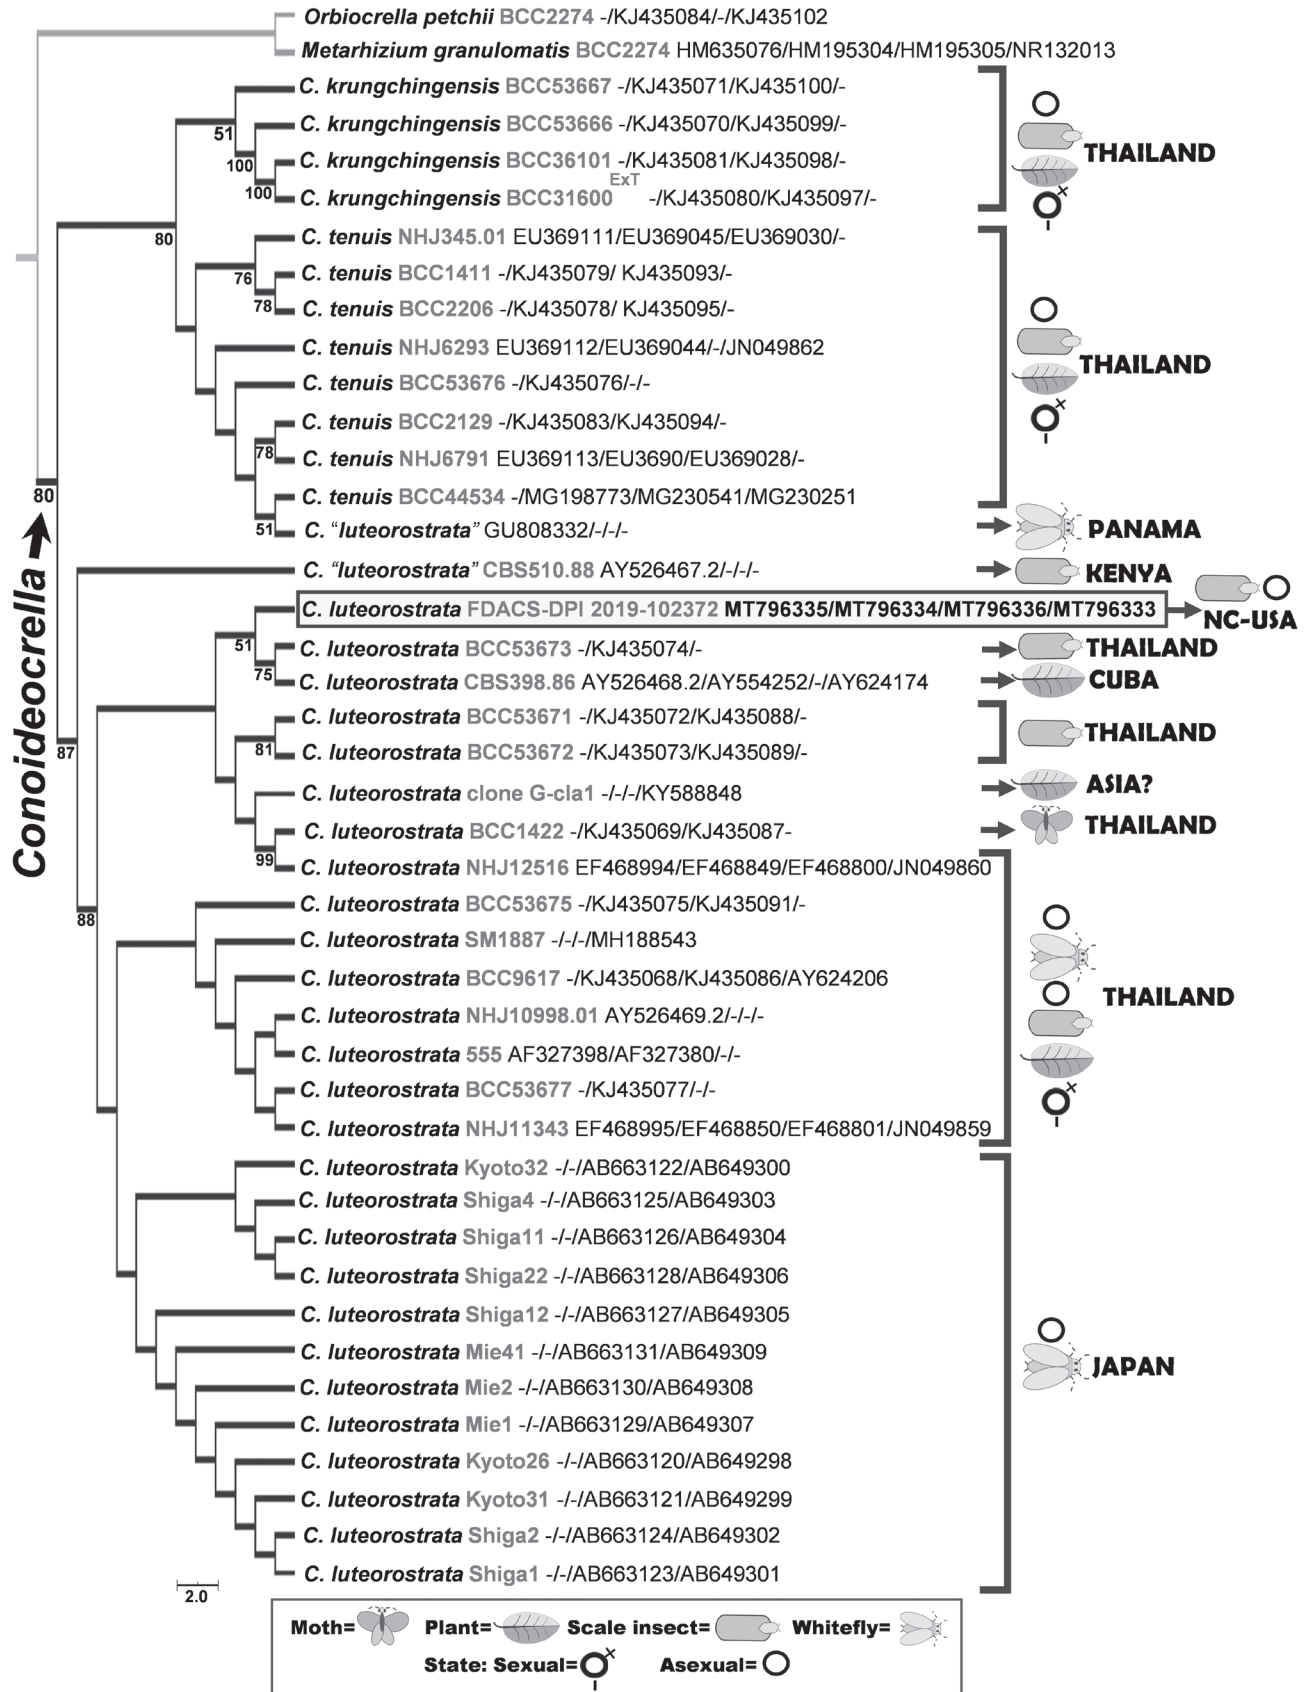 Orbiocrella petchii BCC2274 -/KJ435084/-/KJ435102
Metarhizium granulomatis BCC2274 HM635076/HM195304/HM195305/NR132013
C. krungchingensis BCC53667 -/KJ435071/KJ435100/-
51
C. krungchingensis BCC53666 -/KJ435070/KJ435099/-
100
C. krungchingensis BCC36101 -/KJ435081/KJ435098/-
100
C. krungchingensis BCC31600 ExT -/KJ435080/KJ435097/-
THAILAND
80
C. tenuis NHJ345.01 EU369111/EU369045/EU369030/-
76
C. tenuis BCC1411 -/KJ435079/ KJ435093/-
78
C. tenuis BCC2206 -/KJ435078/ KJ435095/-
C. tenuis NHJ6293 EU369112/EU369044/-/JN049862
THAILAND
C. tenuis BCC53676 -/KJ435076/-/-
C. tenuis BCC2129 -/KJ435083/KJ435094/-
78
C. tenuis NHJ6791 EU369113/EU3690/EU369028/-
C. tenuis BCC44534 -/MG198773/MG230541/MG230251
51
C. “luteorostrata” GU808332/-/-/-
PANAMA
80
Conoideocrella
C. “luteorostrata” CBS510.88 AY526467.2/-/-/-
KENYA
C. luteorostrata FDACS-DPI 2019-102372 MT796335/MT796334/MT796336/MT796333
NC-USA
51
C. luteorostrata BCC53673 -/KJ435074/-
THAILAND
75
C. luteorostrata CBS398.86 AY526468.2/AY554252/-/AY624174
CUBA
C. luteorostrata BCC53671 -/KJ435072/KJ435088/-
81
C. luteorostrata BCC53672 -/KJ435073/KJ435089/-
THAILAND
87
C. luteorostrata clone G-cla1 -/-/-/KY588848
ASIA?
C. luteorostrata BCC1422 -/KJ435069/KJ435087-
THAILAND
99
C. luteorostrata NHJ12516 EF468994/EF468849/EF468800/JN049860
88
C. luteorostrata BCC53675 -/KJ435075/KJ435091/-
C. luteorostrata SM1887 -/-/-/MH188543
C. luteorostrata BCC9617 -/KJ435068/KJ435086/AY624206
THAILAND
C. luteorostrata NHJ10998.01 AY526469.2/-/-/-
C. luteorostrata 555 AF327398/AF327380/-/-
C. luteorostrata BCC53677 -/KJ435077/-/-
C. luteorostrata NHJ11343 EF468995/EF468850/EF468801/JN049859
C. luteorostrata Kyoto32 -/-/AB663122/AB649300
C. luteorostrata Shiga4 -/-/AB663125/AB649303
C. luteorostrata Shiga11 -/-/AB663126/AB649304
C. luteorostrata Shiga22 -/-/AB663128/AB649306
C. luteorostrata Shiga12 -/-/AB663127/AB649305
C. luteorostrata Mie41 -/-/AB663131/AB649309
JAPAN
C. luteorostrata Mie2 -/-/AB663130/AB649308
C. luteorostrata Mie1 -/-/AB663129/AB649307
C. luteorostrata Kyoto26 -/-/AB663120/AB649298
C. luteorostrata Kyoto31 -/-/AB663121/AB649299
C. luteorostrata Shiga2 -/-/AB663124/AB649302
C. luteorostrata Shiga1 -/-/AB663123/AB649301
2.0
Moth= Plant= Scale insect= Whitefly=
State: Sexual= Asexual=